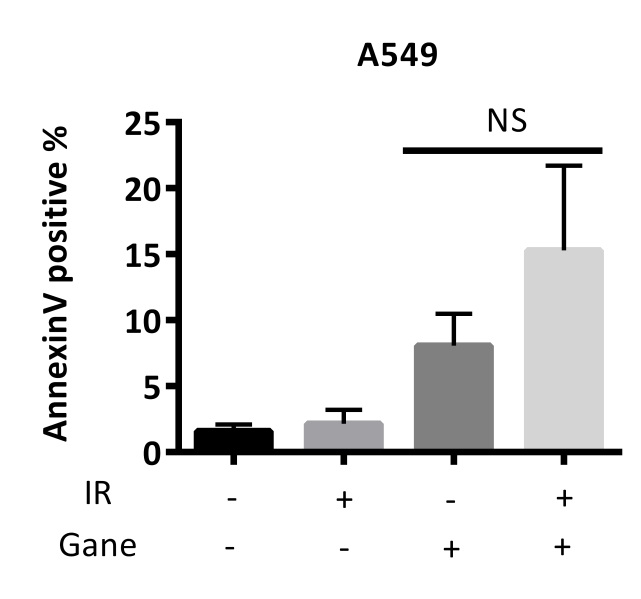 A549
NS
AnnexinV positive %
25
20
15
10
5
0
IR - + - +
Gane - - + +